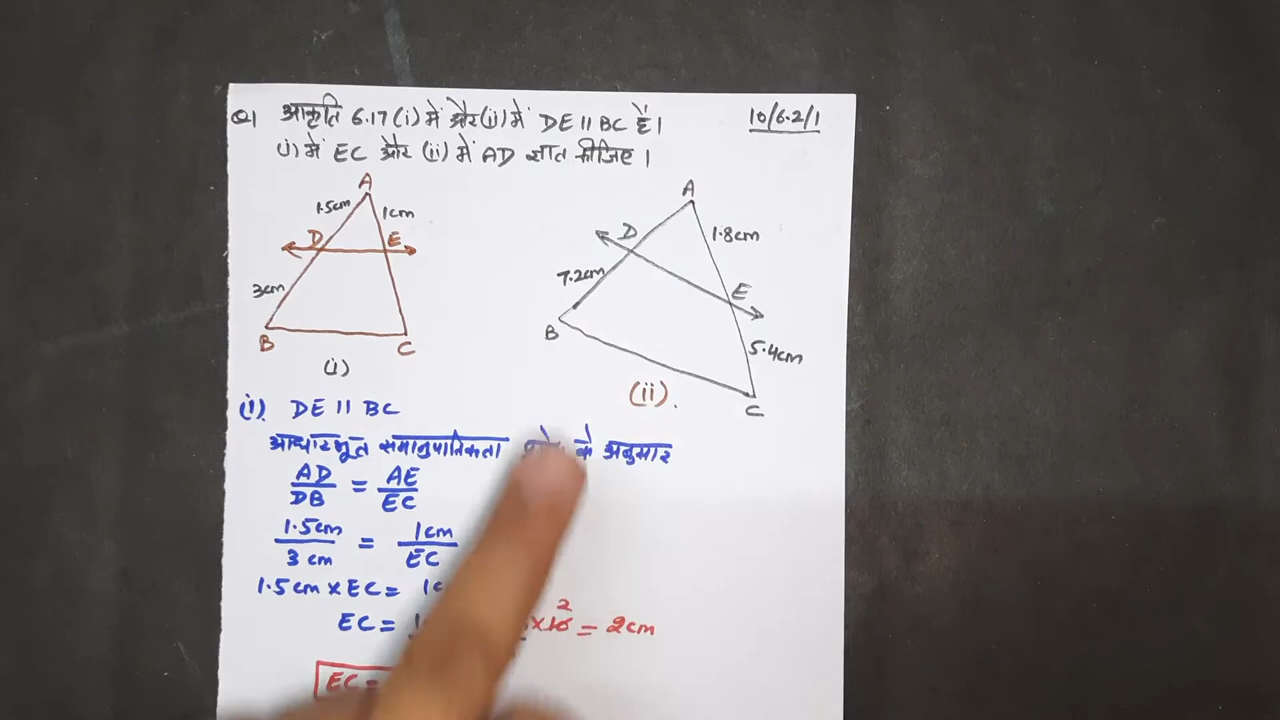 Q1 आकृति 6.17 (i) में और (ii) में DE || BC है।
10/6.2/1
(i) में EC और (ii) में AD ज्ञात कीजिए।
A
1.5cm
1cm
D
E
3cm
B
C
(i)
A
D
1.8cm
7.2cm
E
B
5.4cm
C
(ii).
(i). DE || BC
आधारभूत समानुपातिकता के अनुसार
AD/DB = AE/EC
1.5cm/3cm = 1cm/EC
1.5cm x EC =
EC = = 2cm
EC =